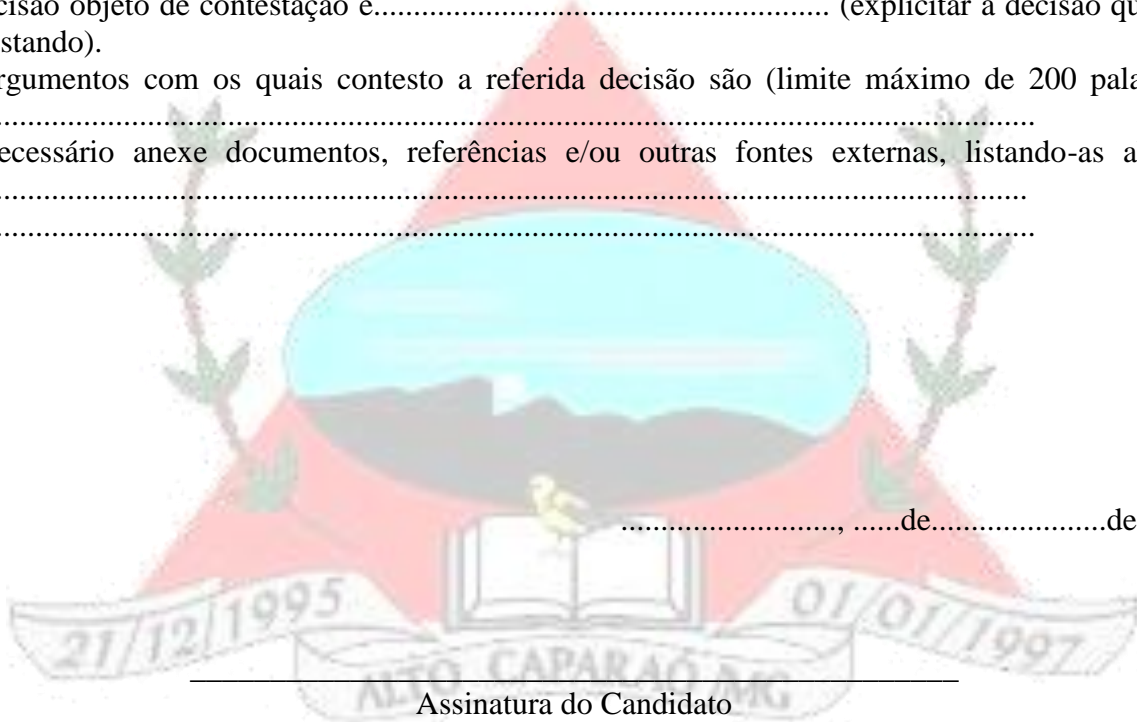 cisão objeto de contestação é......................................................... (explicitar a decisão qu
stando).
rgumentos com os quais contesto a referida decisão são (limite máximo de 200 pala
..................................................................................................................................
ecessário anexe documentos, referências e/ou outras fontes externas, listando-as a
.................................................................................................................................
..................................................................................................................................
..........................., ......de......................de
21/12/1995
01/01/1997
ALTO CAPARAÓ MG
________________________________________________
Assinatura do Candidato